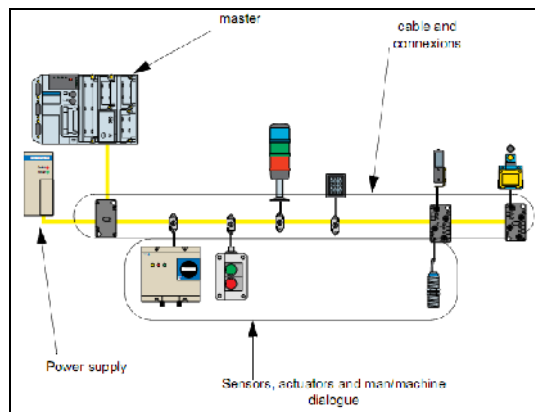 master
cable and
connexions
Power supply
Sensors, actuators and man/machine
dialogue